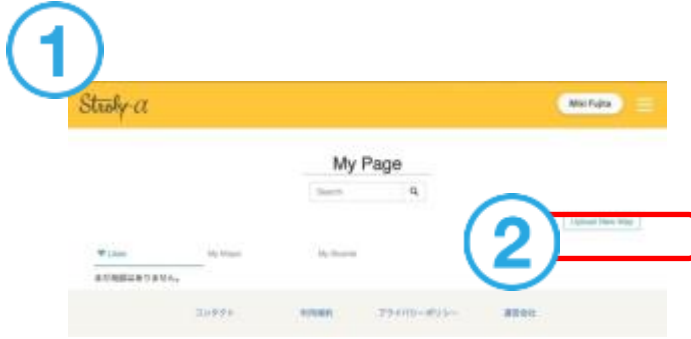 1
Stroly-α
Miki Fujita
My Page
Search
2
Upload New Map
Likes
My Maps
My Boards
まだ地図はありません。
コンタクト
利用規約
プライバシーポリシー
運営会社